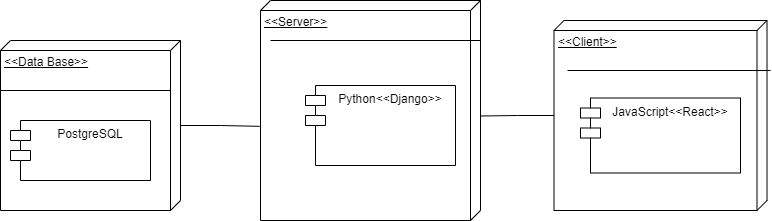 <<Data Base>>
PostgreSQL
<<Server>>
Python<<Django>>
<<Client>>
JavaScript<<React>>